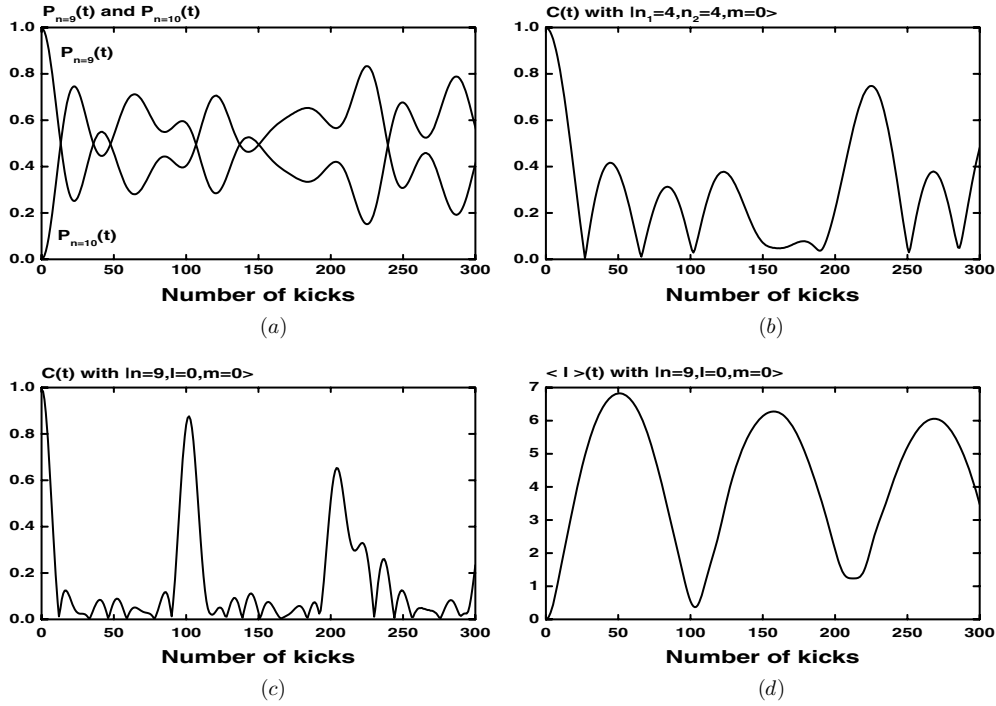 P_{n=9}(t) and P_{n=10}(t)
1.0
0.8
0.6
0.4
0.2
0.0
P_{n=9}(t)
P_{n=10}(t)
0 50 100 150 200 250 300
Number of kicks
(a)
C(t) with |n_1=4,n_2=4,m=0>
1.0
0.8
0.6
0.4
0.2
0.0
0 50 100 150 200 250 300
Number of kicks
(b)
C(t) with |n=9,l=0,m=0>
1.0
0.8
0.6
0.4
0.2
0.0
0 50 100 150 200 250 300
Number of kicks
(c)
< l >(t) with |n=9,l=0,m=0>
7
6
5
4
3
2
1
0
0 50 100 150 200 250 300
Number of kicks
(d)